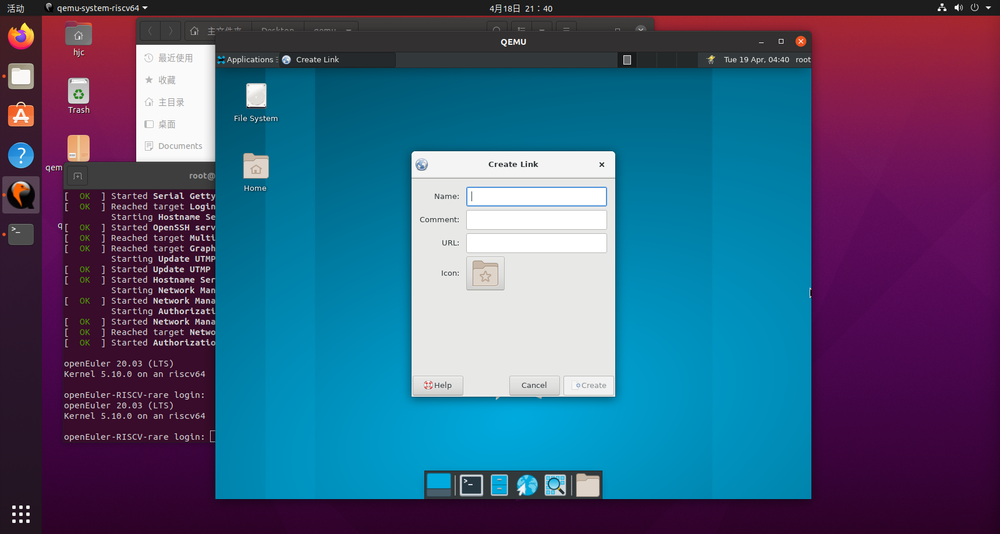 活动
qemu-system-riscv64
4月18日 21：40
hjc
Trash
qem
q
主文件夹
Desktop
qemu
最近使用
收藏
主目录
桌面
Documents
root@
[  OK  ] Started Serial Getty
[  OK  ] Reached target Login
Starting Hostname Se
[  OK  ] Started OpenSSH serv
[  OK  ] Reached target Multi
[  OK  ] Reached target Graph
Starting Update UTMP
[  OK  ] Started Update UTMP
[  OK  ] Started Hostname Ser
Starting Network Man
[  OK  ] Started Network Mana
Starting Authorizati
[  OK  ] Started Network Mana
[  OK  ] Reached target Netwo
[  OK  ] Started Authorizatio
openEuler 20.03 (LTS)
Kernel 5.10.0 on an riscv64
openEuler-RISCV-rare login:
openEuler 20.03 (LTS)
Kernel 5.10.0 on an riscv64
openEuler-RISCV-rare login:
QEMU
Applications
Create Link
Tue 19 Apr, 04:40
root
File System
Home
Create Link
Name:
Comment:
URL:
Icon:
Help
Cancel
Create